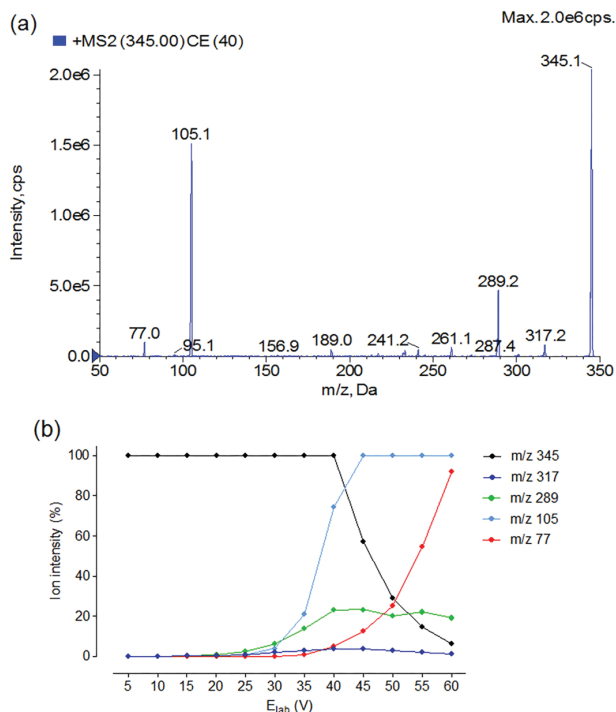 (a)
Max. 2.0e6 cps.
+MS2 (345.00) CE (40)
345.1
2.0e6
105.1
1.5e6
1.0e6
289.2
5.0e5
77.0
95.1
156.9
189.0
241.2
261.1
287.4
317.2
0.0
50
100
150
200
250
300
350
Intensity, cps
m/z, Da
(b)
100
80
60
40
20
0
Ion intensity (%)
m/z 345
m/z 317
m/z 289
m/z 105
m/z 77
5 10 15 20 25 30 35 40 45 50 55 60
Elab (V)